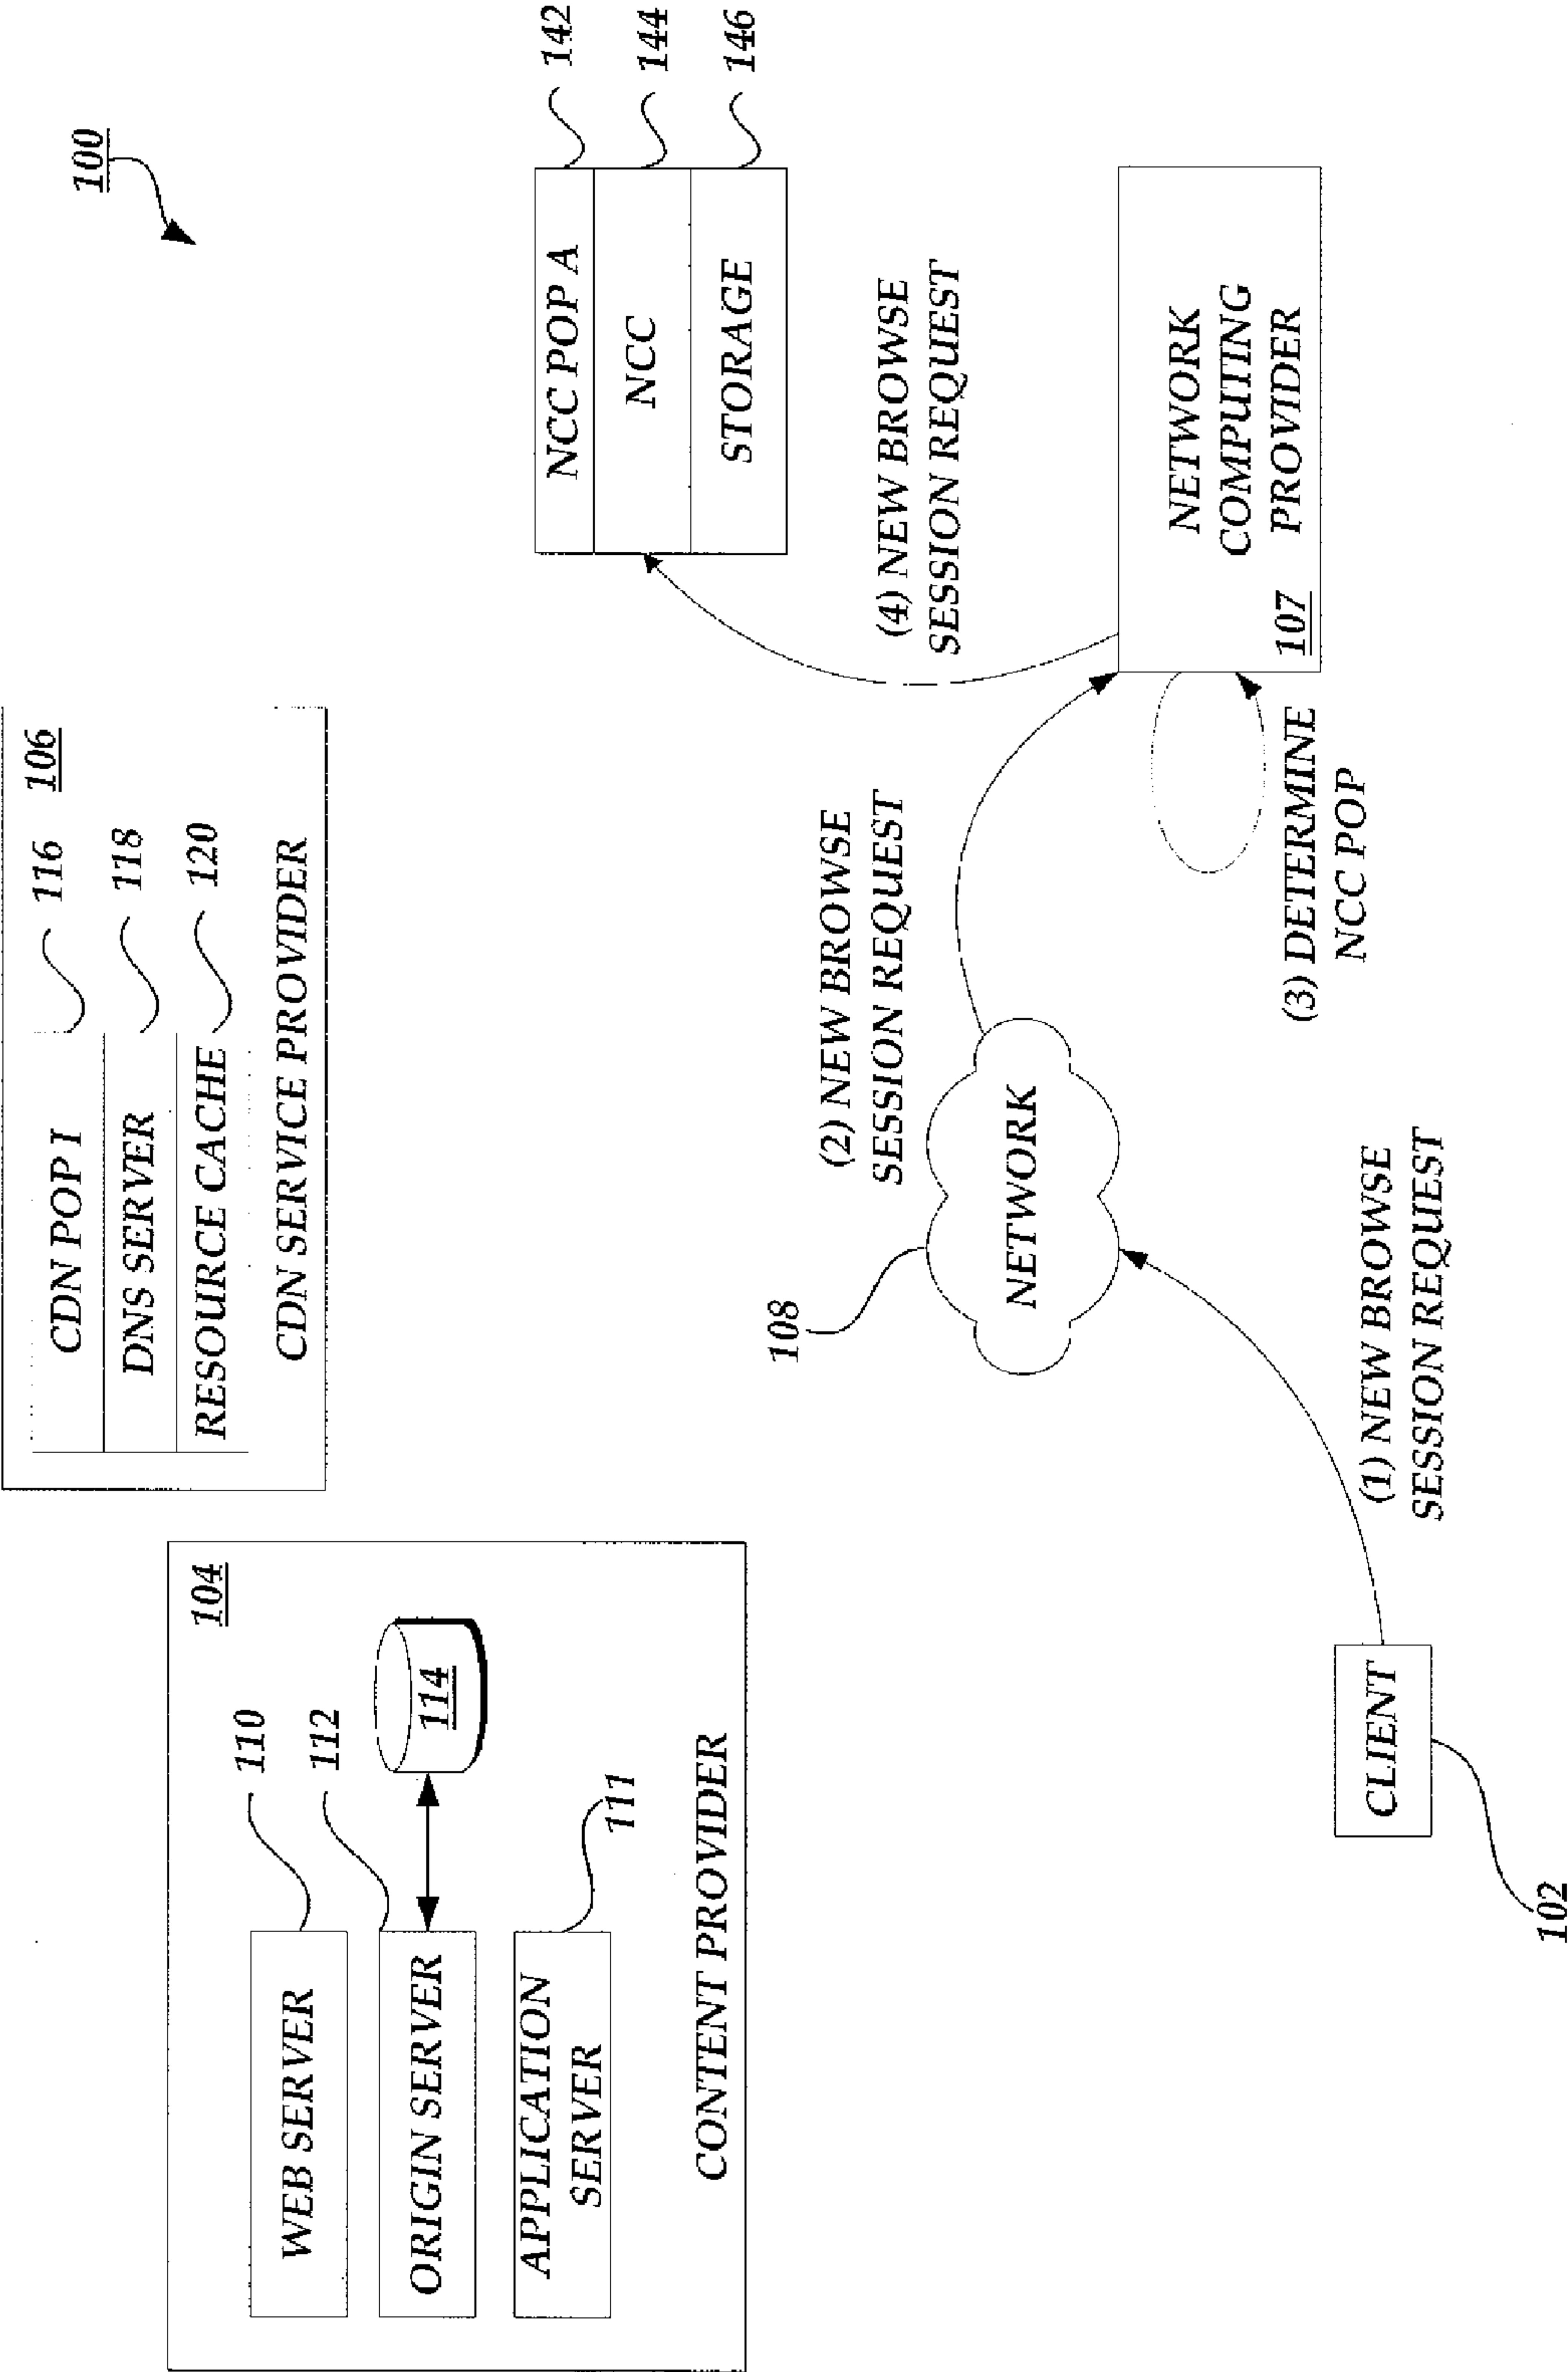 100
104
WEB SERVER
110
ORIGIN SERVER
112
114
APPLICATION
SERVER
111
CONTENT PROVIDER
106
CDN POP I
116
DNS SERVER
118
RESOURCE CACHE
120
CDN SERVICE PROVIDER
NCC POP A
142
NCC
144
STORAGE
146
(4) NEW BROWSE
SESSION REQUEST
(2) NEW BROWSE
SESSION REQUEST
108
NETWORK
NETWORK
COMPUTING
PROVIDER
107
(3) DETERMINE
NCC POP
(1) NEW BROWSE
SESSION REQUEST
CLIENT
102